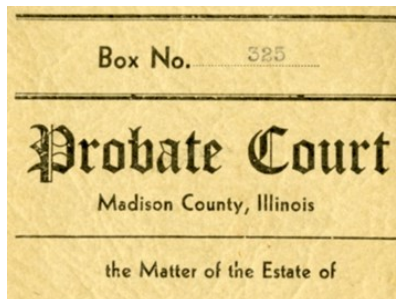 Box No. 325
Probate Court
Madison County, Illinois
the Matter of the Estate of